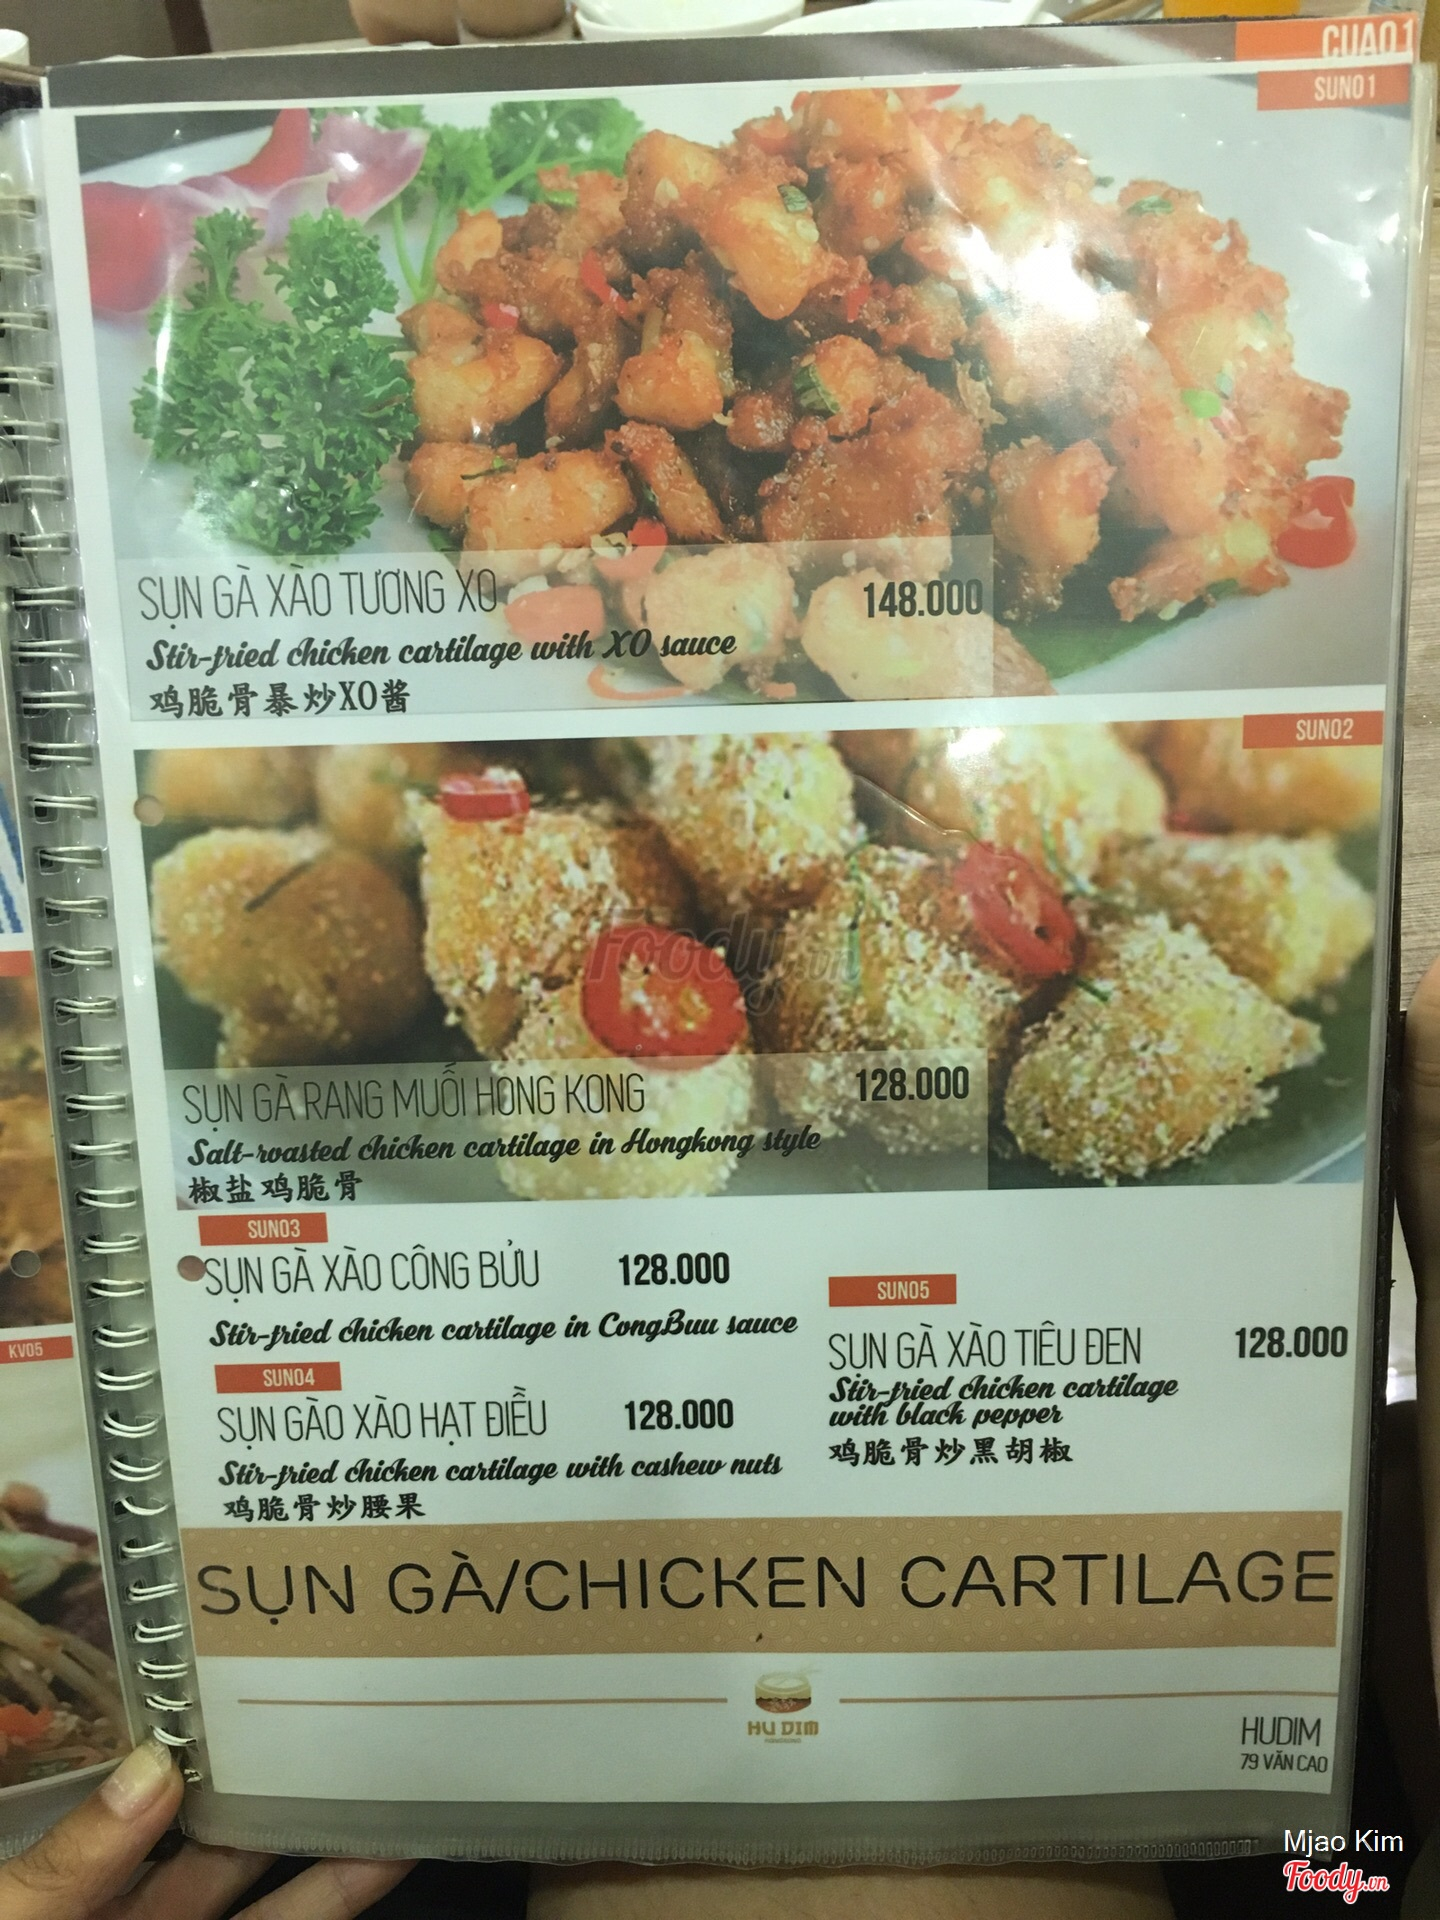 CUA01
SUN01
SỤN GÀ XÀO TƯƠNG XO
148.000
Stir-fried chicken cartilage with XO sauce
鸡脆骨暴炒XO酱
SUN02
Foody.vn
SỤN GÀ RANG MUỐI HONG KONG
128.000
Salt-roasted chicken cartilage in Hongkong style
椒盐鸡脆骨
SUN03
SỤN GÀ XÀO CÔNG BỬU
128.000
Stir-fried chicken cartilage in CongBuu sauce
SUN04
SỤN GÀO XÀO HẠT ĐIỀU
128.000
Stir-fried chicken cartilage with cashew nuts
鸡脆骨炒腰果
SUN05
SỤN GÀ XÀO TIÊU ĐEN
128.000
Stir-fried chicken cartilage
with black pepper
鸡脆骨炒黑胡椒
KV05
SỤN GÀ/CHICKEN CARTILAGE
HU DIM
HUDIM
79 VĂN CAO
Mjao Kim
Foody.vn